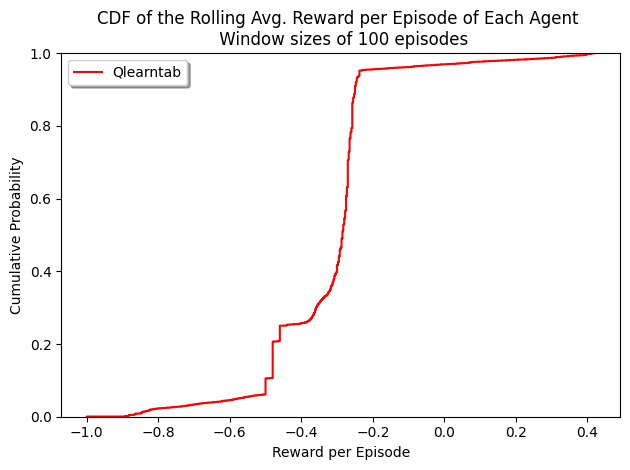 CDF of the Rolling Avg. Reward per Episode of Each Agent
Window sizes of 100 episodes
Qlearntab
Cumulative Probability
1.0
0.8
0.6
0.4
0.2
0.0
−1.0 −0.8 −0.6 −0.4 −0.2 0.0 0.2 0.4
Reward per Episode